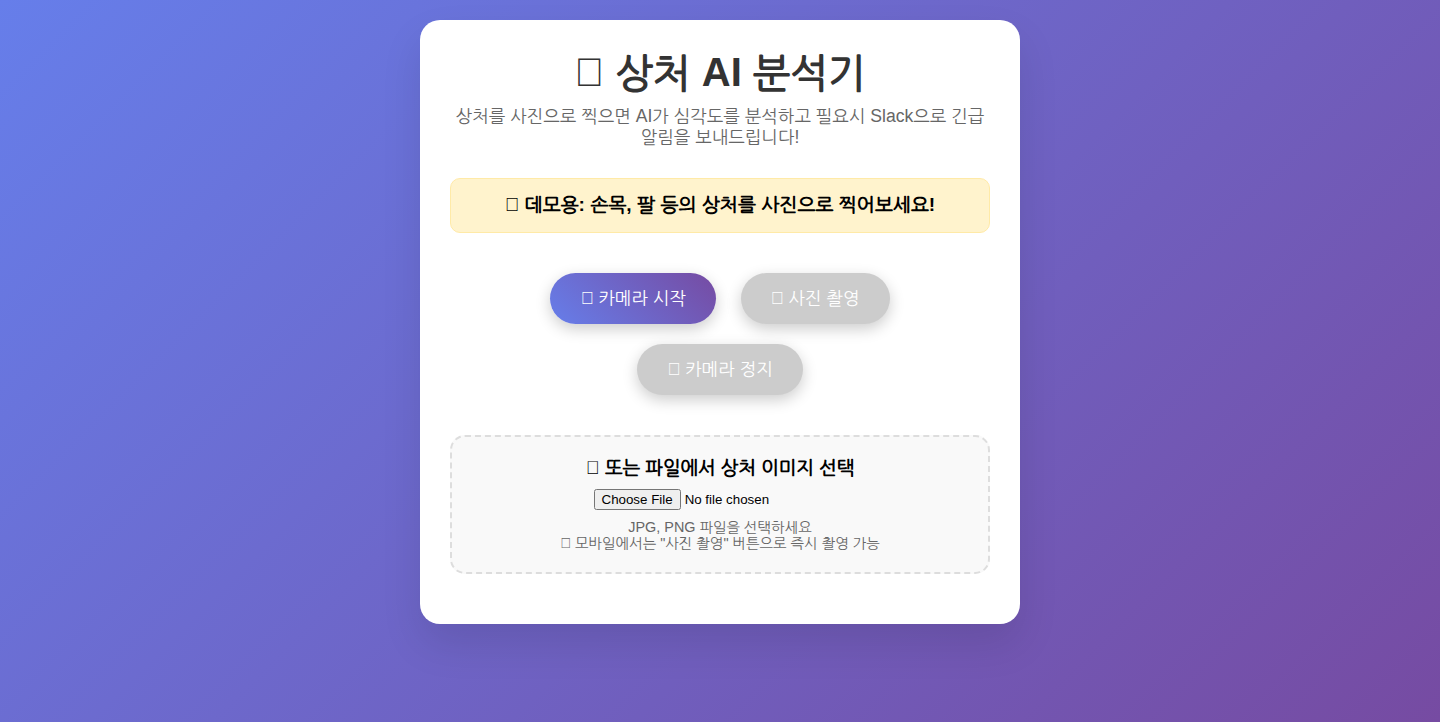 상처 AI 분석기
상처를 사진으로 찍으면 AI가 심각도를 분석하고 필요시 Slack으로 긴급
알림을 보내드립니다!
데모용: 손목, 팔 등의 상처를 사진으로 찍어보세요!
카메라 시작
사진 촬영
카메라 정지
또는 파일에서 상처 이미지 선택
Choose File No file chosen
JPG, PNG 파일을 선택하세요
모바일에서는 "사진 촬영" 버튼으로 즉시 촬영 가능